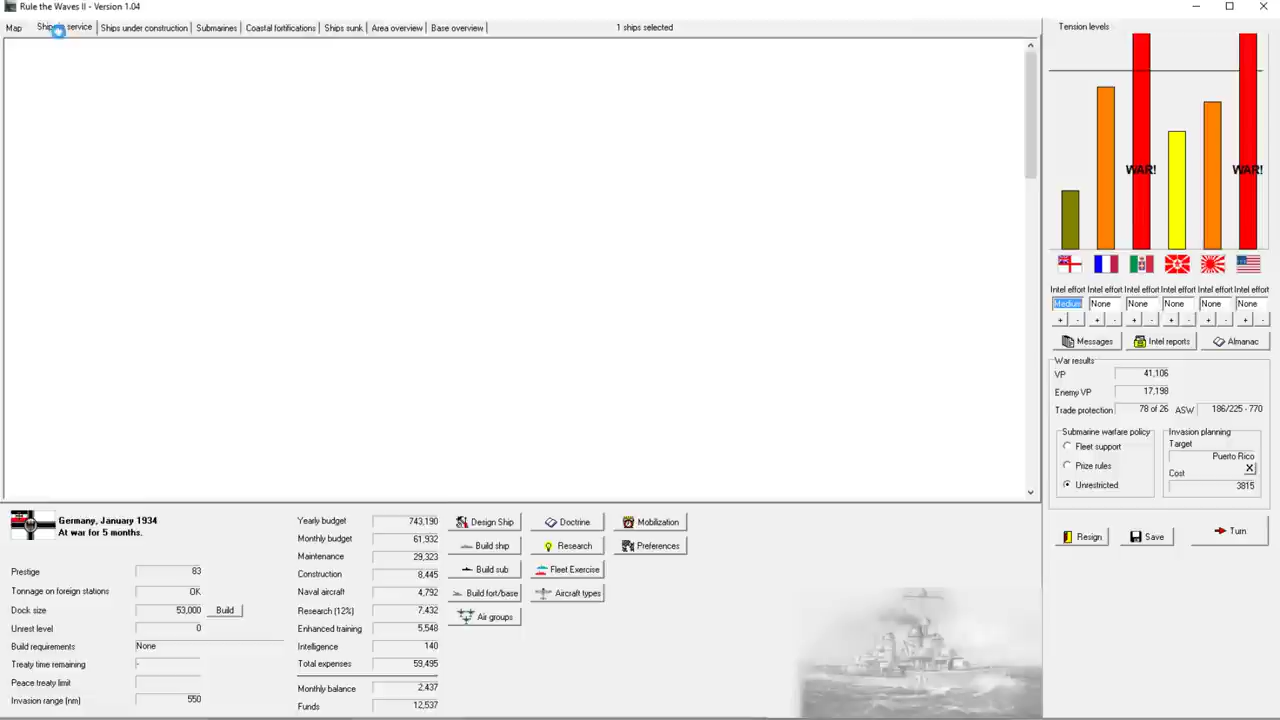 Rule the Waves II - Version 1.04
Map
Ships in service
Ships under construction
Submarines
Coastal fortifications
Ships sunk
Area overview
Base overview
1 ships selected
Tension levels
WAR!
WAR!
Intel effort Intel effort Intel effort Intel effort Intel effort Intel effort
Medium None None None None None
+ - + - + - + - + - + -
Messages
Intel reports
Almanac
War results
VP 41,106
Enemy VP 17,198
Trade protection 78 of 26 ASW 186/225 - 770
Submarine warfare policy
Fleet support
Prize rules
Unrestricted
Invasion planning
Target
Puerto Rico
Cost X
3815
Resign
Save
Turn
Germany, January 1934
At war for 5 months.
Prestige 83
Tonnage on foreign stations OK
Dock size 53,000 Build
Unrest level 0
Build requirements None
Treaty time remaining -
Peace treaty limit
Invasion range (nm) 550
Yearly budget 743,190
Monthly budget 61,932
Maintenance 29,323
Construction 8,445
Naval aircraft 4,792
Research (12%) 7,432
Enhanced training 5,548
Intelligence 140
Total expenses 59,495
Monthly balance 2,437
Funds 12,537
Design Ship
Doctrine
Mobilization
Build ship
Research
Preferences
Build sub
Fleet Exercise
Build fort/base
Aircraft types
Air groups